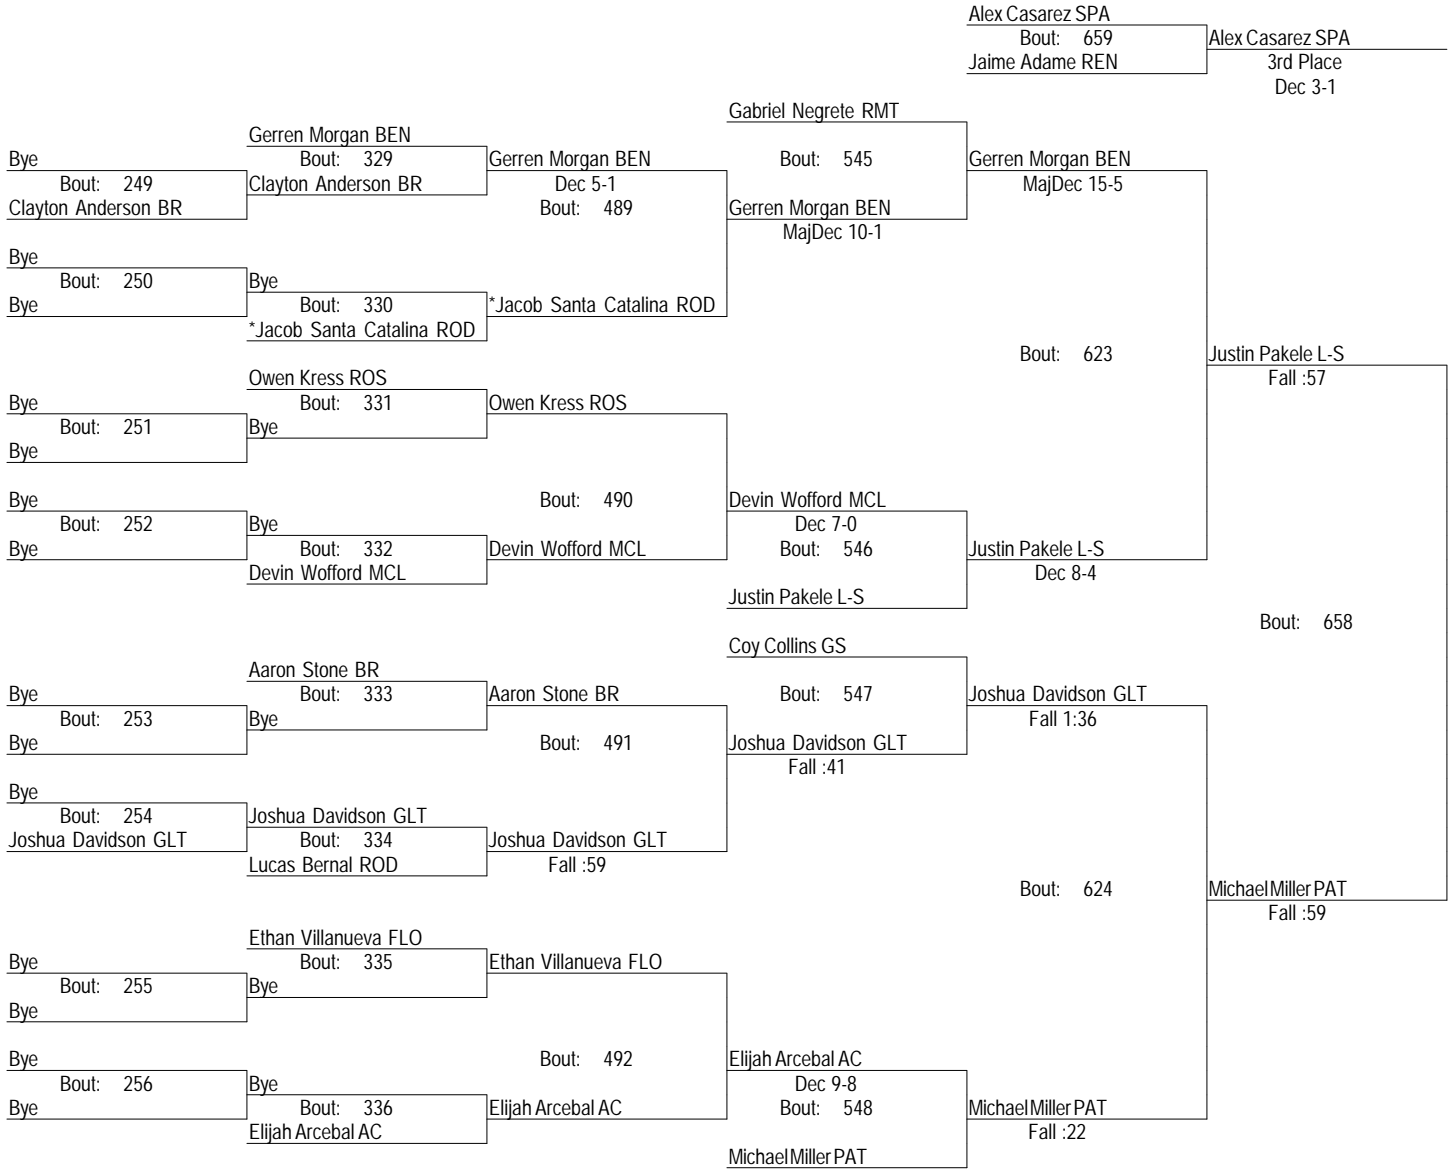 Alex Casarez SPA
Bout: 659
Alex Casarez SPA
Jaime Adame REN
3rd Place
Dec 3-1
Gabriel Negrete RMT
Gerren Morgan BEN
Bye
Bout: 329
Gerren Morgan BEN
Bout: 545
Gerren Morgan BEN
Bout: 249
Clayton Anderson BR
Dec 5-1
MajDec 15-5
Clayton Anderson BR
Bout: 489
Gerren Morgan BEN
MajDec 10-1
Bye
Bout: 250
Bye
Bye
Bout: 330
*Jacob Santa Catalina ROD
*Jacob Santa Catalina ROD
Bout: 623
Justin Pakele L-S
Owen Kress ROS
Fall :57
Bye
Bout: 331
Owen Kress ROS
Bout: 251
Bye
Bye
Bye
Bout: 490
Devin Wofford MCL
Bout: 252
Bye
Dec 7-0
Bye
Bout: 332
Devin Wofford MCL
Bout: 546
Justin Pakele L-S
Devin Wofford MCL
Dec 8-4
Justin Pakele L-S
Bout: 658
Coy Collins GS
Aaron Stone BR
Bye
Bout: 333
Aaron Stone BR
Bout: 547
Joshua Davidson GLT
Bout: 253
Bye
Fall 1:36
Bye
Bout: 491
Joshua Davidson GLT
Fall :41
Bye
Bout: 254
Joshua Davidson GLT
Joshua Davidson GLT
Bout: 334
Joshua Davidson GLT
Lucas Bernal ROD
Fall :59
Bout: 624
Michael Miller PAT
Fall :59
Ethan Villanueva FLO
Bye
Bout: 335
Ethan Villanueva FLO
Bout: 255
Bye
Bye
Bye
Bout: 492
Elijah Arcebal AC
Bout: 256
Bye
Dec 9-8
Bye
Bout: 336
Elijah Arcebal AC
Bout: 548
Michael Miller PAT
Elijah Arcebal AC
Fall :22
Michael Miller PAT